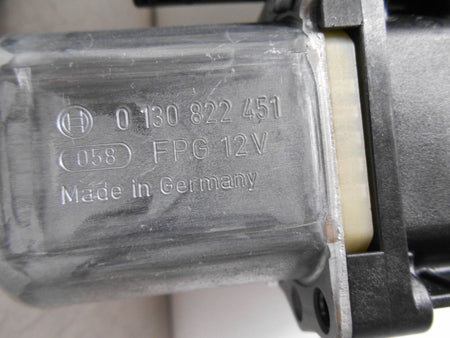 0 130 822 451
058 FPG 12V
Made in Germany